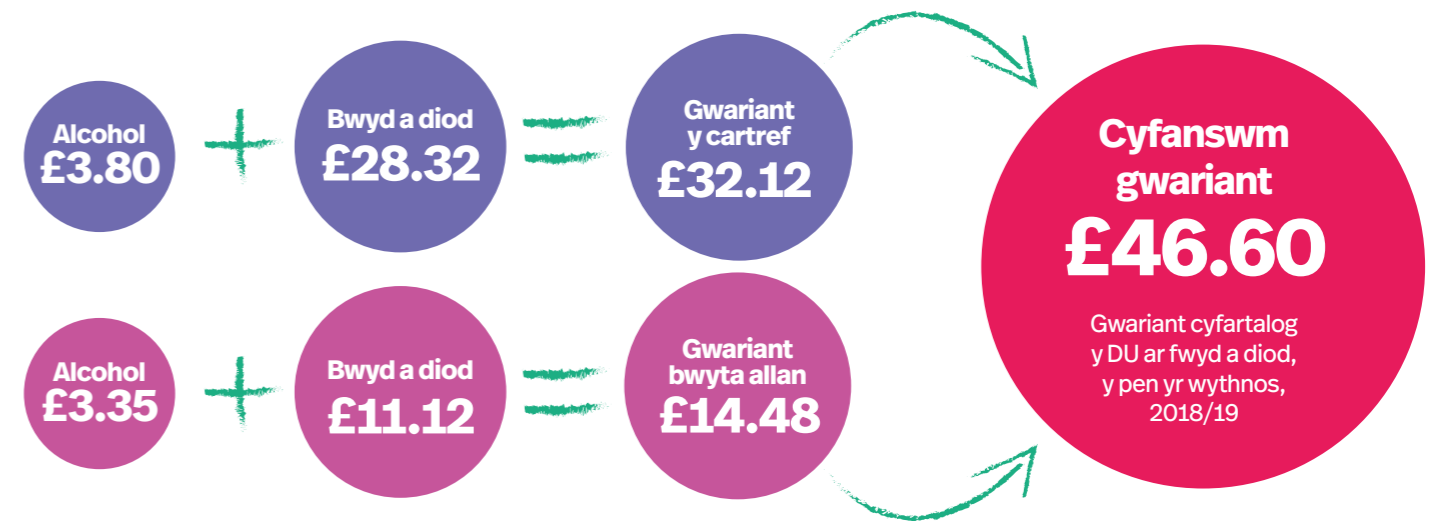 Alcohol
£3.80
Bwyd a diod
£28.32
Gwariant
y cartref
£32.12
Alcohol
£3.35
Bwyd a diod
£11.12
Gwariant
bwyta allan
£14.48
Cyfanswm
gwariant
£46.60
Gwariant cyfartalog
y DU ar fwyd a diod,
y pen yr wythnos,
2018/19